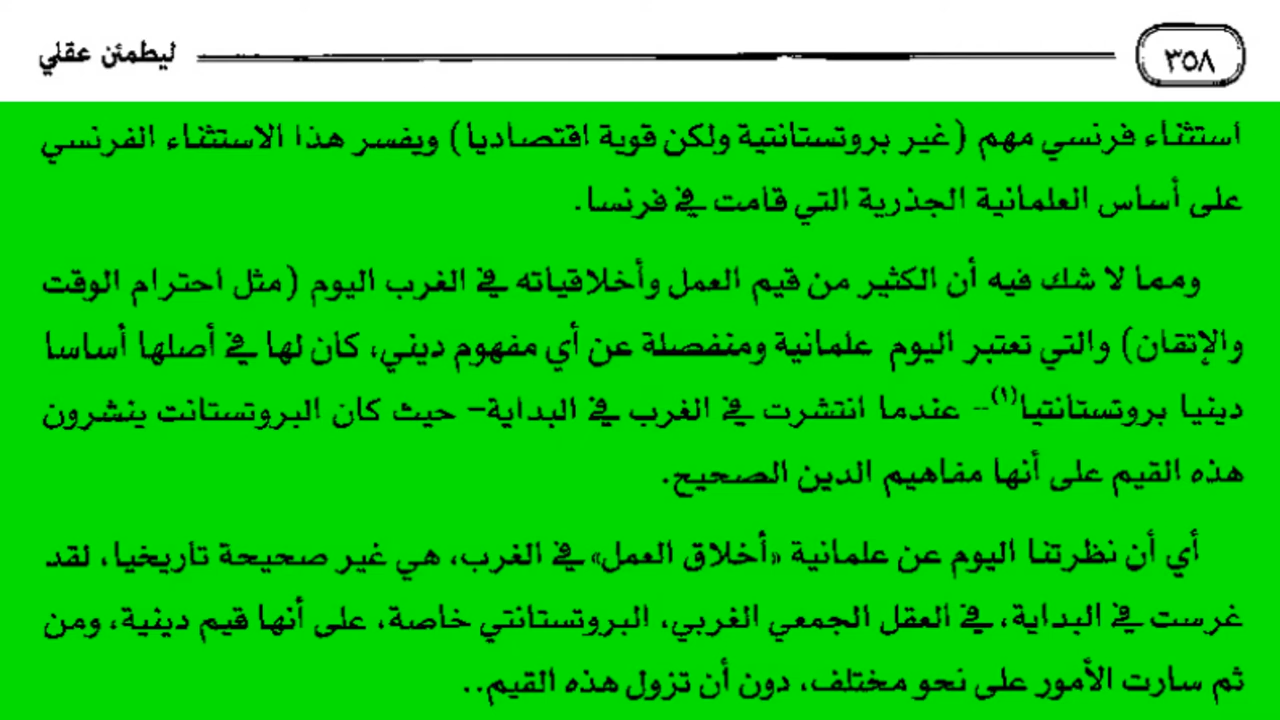 ٣٥٨ ليطمئن عقلي
استثناء فرنسي مهم (غير بروتستانتية ولكن قوية اقتصاديا) ويفسر هذا الاستثناء الفرنسي
على أساس العلمانية الجذرية التي قامت في فرنسا.
ومما لا شك فيه أن الكثير من قيم العمل وأخلاقياته في الغرب اليوم (مثل احترام الوقت
والإتقان) والتي تعتبر اليوم علمانية ومنفصلة عن أي مفهوم ديني، كان لها في أصلها أساسا
دينيا بروتستانتيا(١)-- عندما انتشرت في الغرب في البداية- حيث كان البروتستانت ينشرون
هذه القيم على أنها مفاهيم الدين الصحيح.
أي أن نظرتنا اليوم عن علمانية «أخلاق العمل» في الغرب، هي غير صحيحة تأريخيا، لقد
غرست في البداية، في العقل الجمعي الغربي، البروتستانتي خاصة، على أنها قيم دينية، ومن
ثم سارت الأمور على نحو مختلف، دون أن تزول هذه القيم..